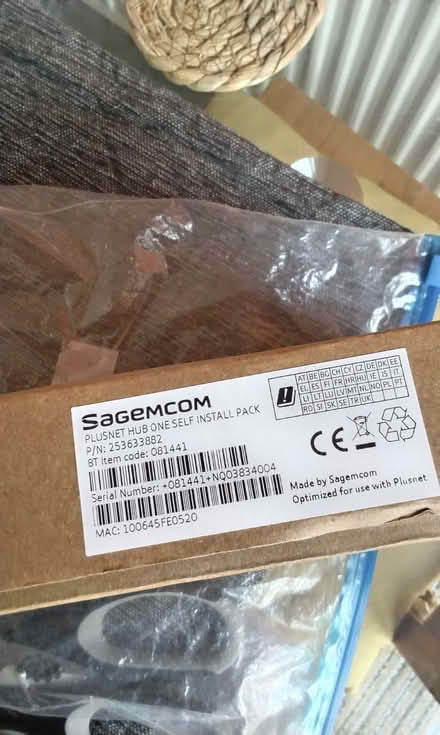 SAGEMCOM
PLUSNET HUB ONE SELF INSTALL PACK
P/N: 253633882
BT Item code: 081441
Serial Number: +081441+NQ03834004
MAC: 100645FE0520
AT BE BG CH CY CZ DE DK EE
EL ES FI FR HR HU IE IS IT
LI LT LU LV MT NL NO PL PT
RO SI SK SE TR UK
CE
Made by Sagemcom
Optimized for use with Plusnet